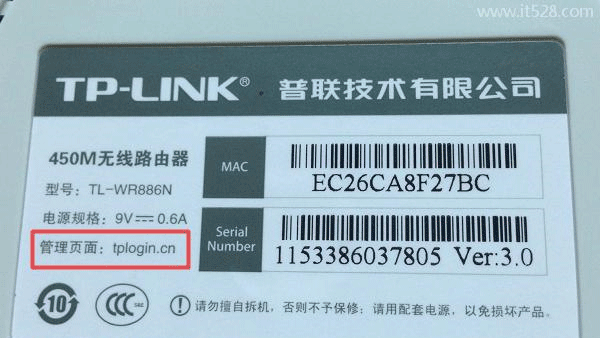 www.it528.com
TP-LINK® 普联技术有限公司
450M无线路由器
型号：TL-WR886N
电源规格：9V⎓0.6A
管理页面：tplogin.cn
MAC
EC26CA8F27BC
Serial
Number
1153386037805 Ver:3.0
10
CCC
请勿擅自拆机，否则不予保修；请用配套电源，以免损坏产品。